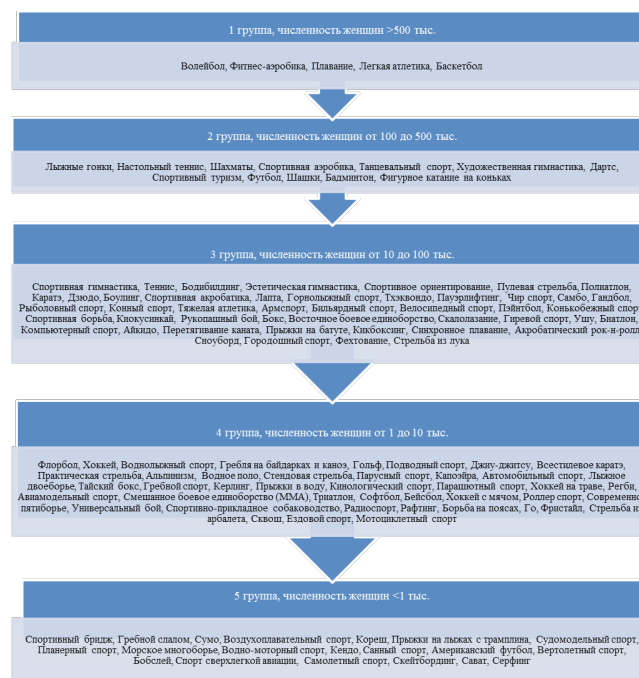 1 группа, численность женщин >500 тыс.
Волейбол, Фитнес-аэробика, Плавание, Легкая атлетика, Баскетбол
2 группа, численность женщин от 100 до 500 тыс.
Лыжные гонки, Настольный теннис, Шахматы, Спортивная аэробика, Танцевальный спорт, Художественная гимнастика, Дартс,
Спортивный туризм, Футбол, Шашки, Бадминтон, Фигурное катание на коньках
3 группа, численность женщин от 10 до 100 тыс.
Спортивная гимнастика, Теннис, Бодибилдинг, Эстетическая гимнастика, Спортивное ориентирование, Пулевая стрельба, Полиатлон,
Каратэ, Дзюдо, Боулинг, Спортивная акробатика, Лапта, Горнолыжный спорт, Тхэквондо, Пауэрлифтинг, Чир спорт, Самбо, Гандбол,
Рыболовный спорт, Конный спорт, Тяжелая атлетика, Армспорт, Бильярдный спорт, Велосипедный спорт, Пэйнтбол, Конькобежный спор
Спортивная борьба, Киокусинкай, Рукопашный бой, Бокс, Восточное боевое единоборство, Скалолазание, Гиревой спорт, Ушу, Биатлон,
Компьютерный спорт, Айкидо, Перетягивание каната, Прыжки на батуте, Кикбоксинг, Синхронное плавание, Акробатический рок-н-ролл
Сноуборд, Городошный спорт, Фехтование, Стрельба из лука
4 группа, численность женщин от 1 до 10 тыс.
Флорбол, Хоккей, Воднолыжный спорт, Гребля на байдарках и каноэ, Гольф, Подводный спорт, Джиу-джитсу, Всестилевое каратэ,
Практическая стрельба, Альпинизм, Водное поло, Стендовая стрельба, Парусный спорт, Капоэйра, Автомобильный спорт, Лыжное
двоеборье, Тайский бокс, Гребной спорт, Керлинг, Прыжки в воду, Кинологический спорт, Парашютный спорт, Хоккей на траве, Регби,
Авиамодельный спорт, Смешанное боевое единоборство (ММА), Триатлон, Софтбол, Бейсбол, Хоккей с мячом, Роллер спорт, Современно
пятиборье, Универсальный бой, Спортивно-прикладное собаководство, Радиоспорт, Рафтинг, Борьба на поясах, Го, Фристайл, Стрельба из
арбалета, Сквош, Ездовой спорт, Мотоциклетный спорт
5 группа, численность женщин <1 тыс.
Спортивный бридж, Гребной слалом, Сумо, Воздухоплавательный спорт, Кореш, Прыжки на лыжах с трамплина, Судомодельный спорт,
Планерный спорт, Морское многоборье, Водно-моторный спорт, Кендо, Санный спорт, Американский футбол, Вертолетный спорт,
Бобслей, Спорт сверхлегкой авиации, Самолетный спорт, Скейтбординг, Сават, Серфинг